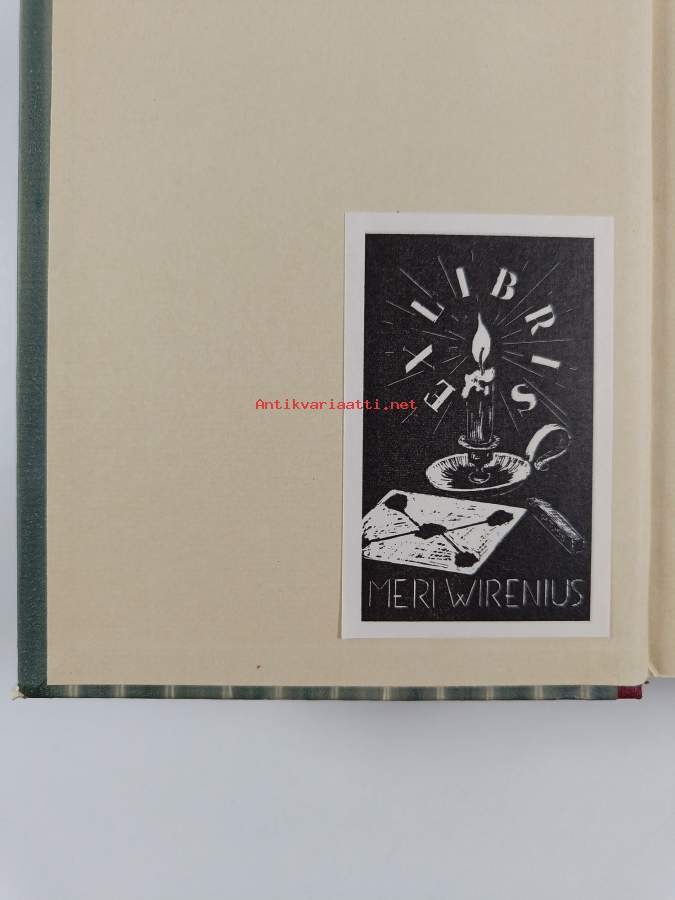 EX LIBRIS
Antikvariaatti.net
MERI WIRENIUS